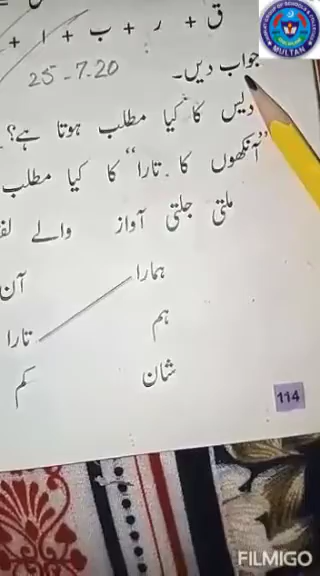 ق + ر + ب + ا +
25-7-20
جواب دیں۔
دیس کا کیا مطلب ہوتا ہے؟
"آنکھوں کا تارا" کا کیا مطلب
ملتی جلتی آواز والے
ہمارا آن
ہم تارا
شان کم
114
MULTAN
FILMIGO